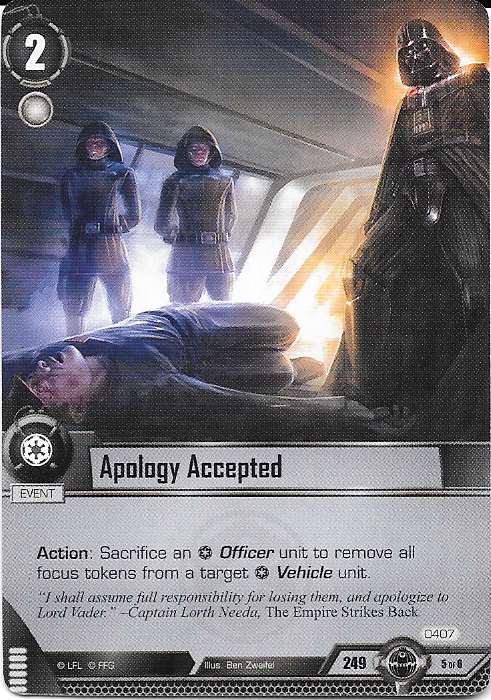 2
Apology Accepted
EVENT
Action: Sacrifice an Officer unit to remove all
focus tokens from a target Vehicle unit.
"I shall assume full responsibility for losing them, and apologize to
Lord Vader." –Captain Lorth Needa, The Empire Strikes Back
0407
© LFL © FFG
Illus. Ben Zweifel
249
5 of 6